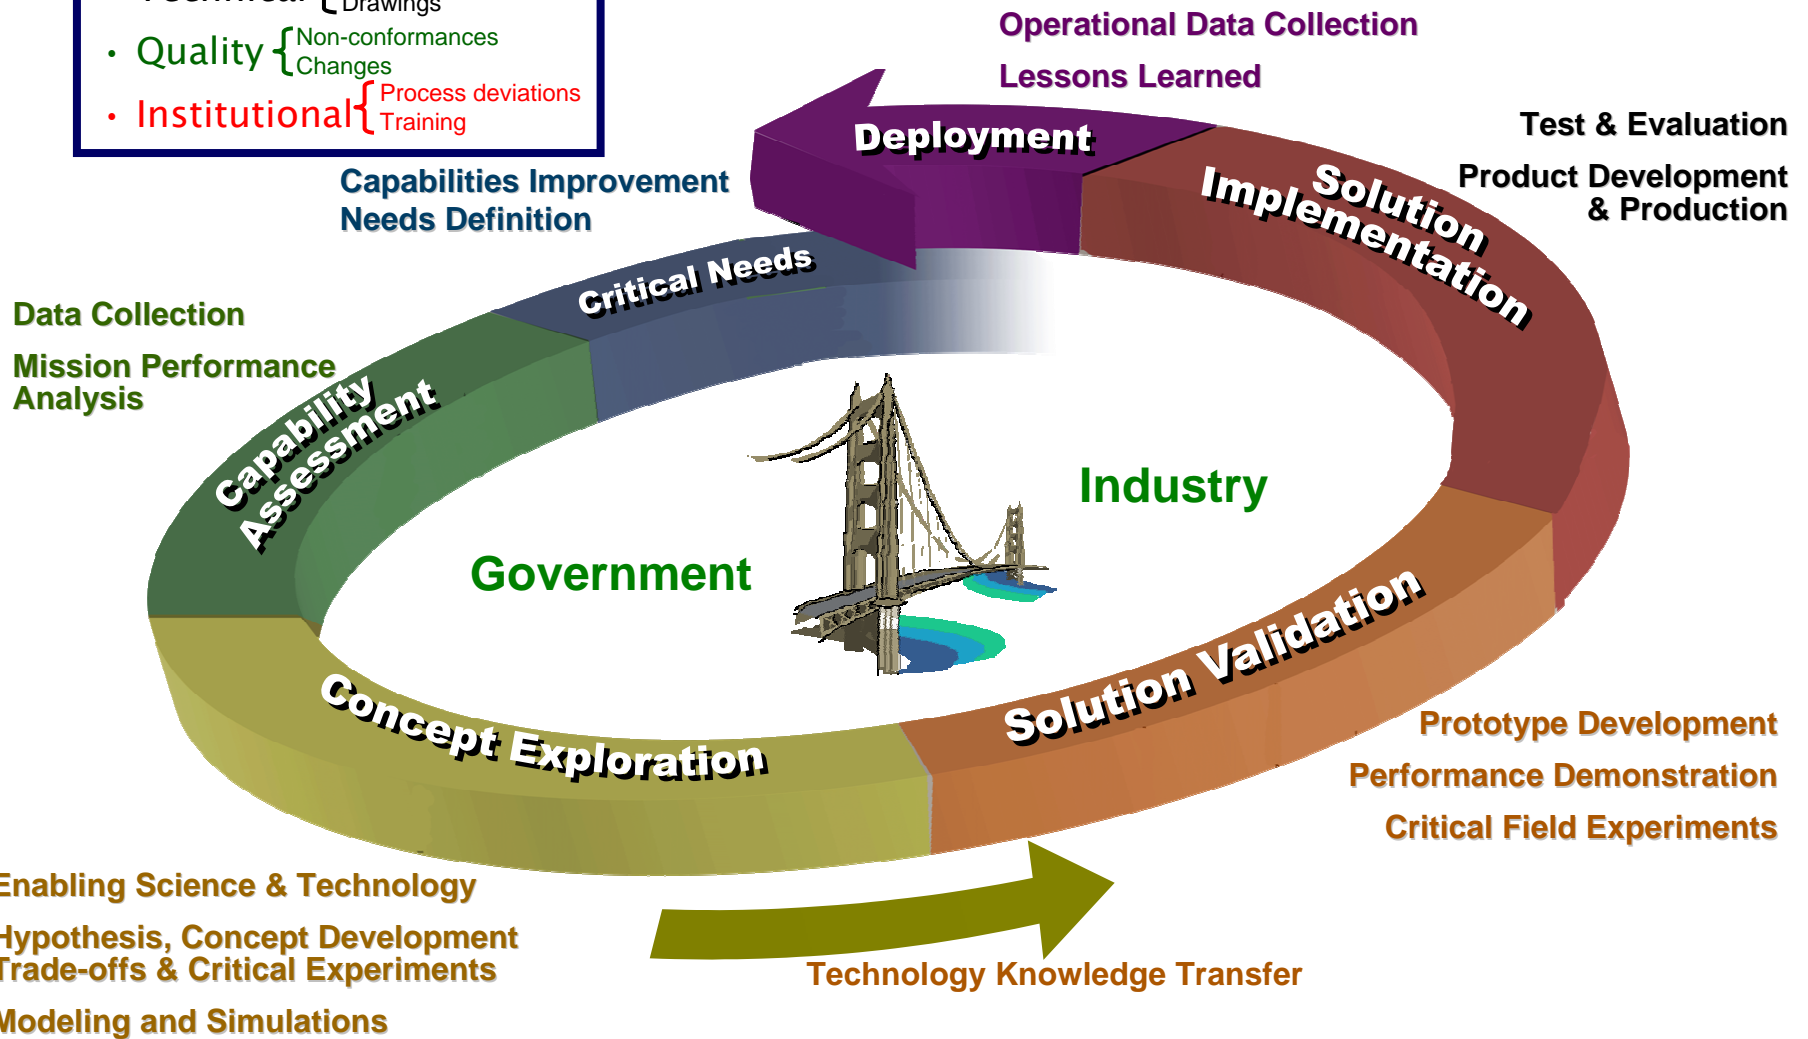 Drawings
• Quality { Non-conformances
Changes
• Institutional { Process deviations
Training
Operational Data Collection
Lessons Learned
Test & Evaluation
Product Development
& Production
Capabilities Improvement
Needs Definition
Deployment
Solution
Implementation
Critical Needs
Data Collection
Mission Performance
Analysis
Capability
Assessment
Industry
Government
Solution Validation
Concept Exploration
Prototype Development
Performance Demonstration
Critical Field Experiments
Enabling Science & Technology
Hypothesis, Concept Development
Trade-offs & Critical Experiments
Modeling and Simulations
Technology Knowledge Transfer